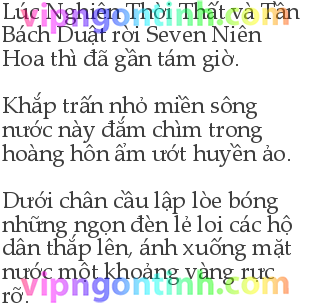 Lúc Nghiên Thời Thất và Tần
Bách Duật rời Seven Niên
Hoa thì đã gần tám giờ.
Khắp trấn nhỏ miền sông
nước này đắm chìm trong
hoàng hôn ẩm ướt huyền ảo.
Dưới chân cầu lập lòe bóng
những ngọn đèn lẻ loi các hộ
dân thắp lên, ánh xuống mặt
nước một khoảng vàng rực
rỡ.
vipngontinh.com
vipngontinh.com